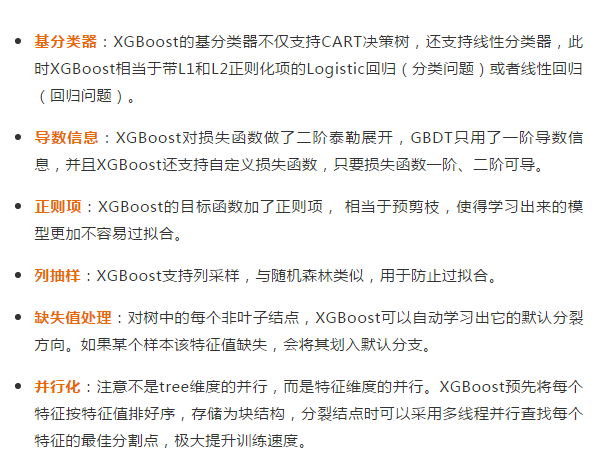 基分类器：XGBoost的基分类器不仅支持CART决策树，还支持线性分类器，此
时XGBoost相当于带L1和L2正则化项的Logistic回归（分类问题）或者线性回归
（回归问题）。
导数信息：XGBoost对损失函数做了二阶泰勒展开，GBDT只用了一阶导数信
息，并且XGBoost还支持自定义损失函数，只要损失函数一阶、二阶可导。
正则项：XGBoost的目标函数加了正则项， 相当于预剪枝，使得学习出来的模
型更加不容易过拟合。
列抽样：XGBoost支持列采样，与随机森林类似，用于防止过拟合。
缺失值处理：对树中的每个非叶子结点，XGBoost可以自动学习出它的默认分裂
方向。如果某个样本该特征值缺失，会将其划入默认分支。
并行化：注意不是tree维度的并行，而是特征维度的并行。XGBoost预先将每个
特征按特征值排好序，存储为块结构，分裂结点时可以采用多线程并行查找每个
特征的最佳分割点，极大提升训练速度。